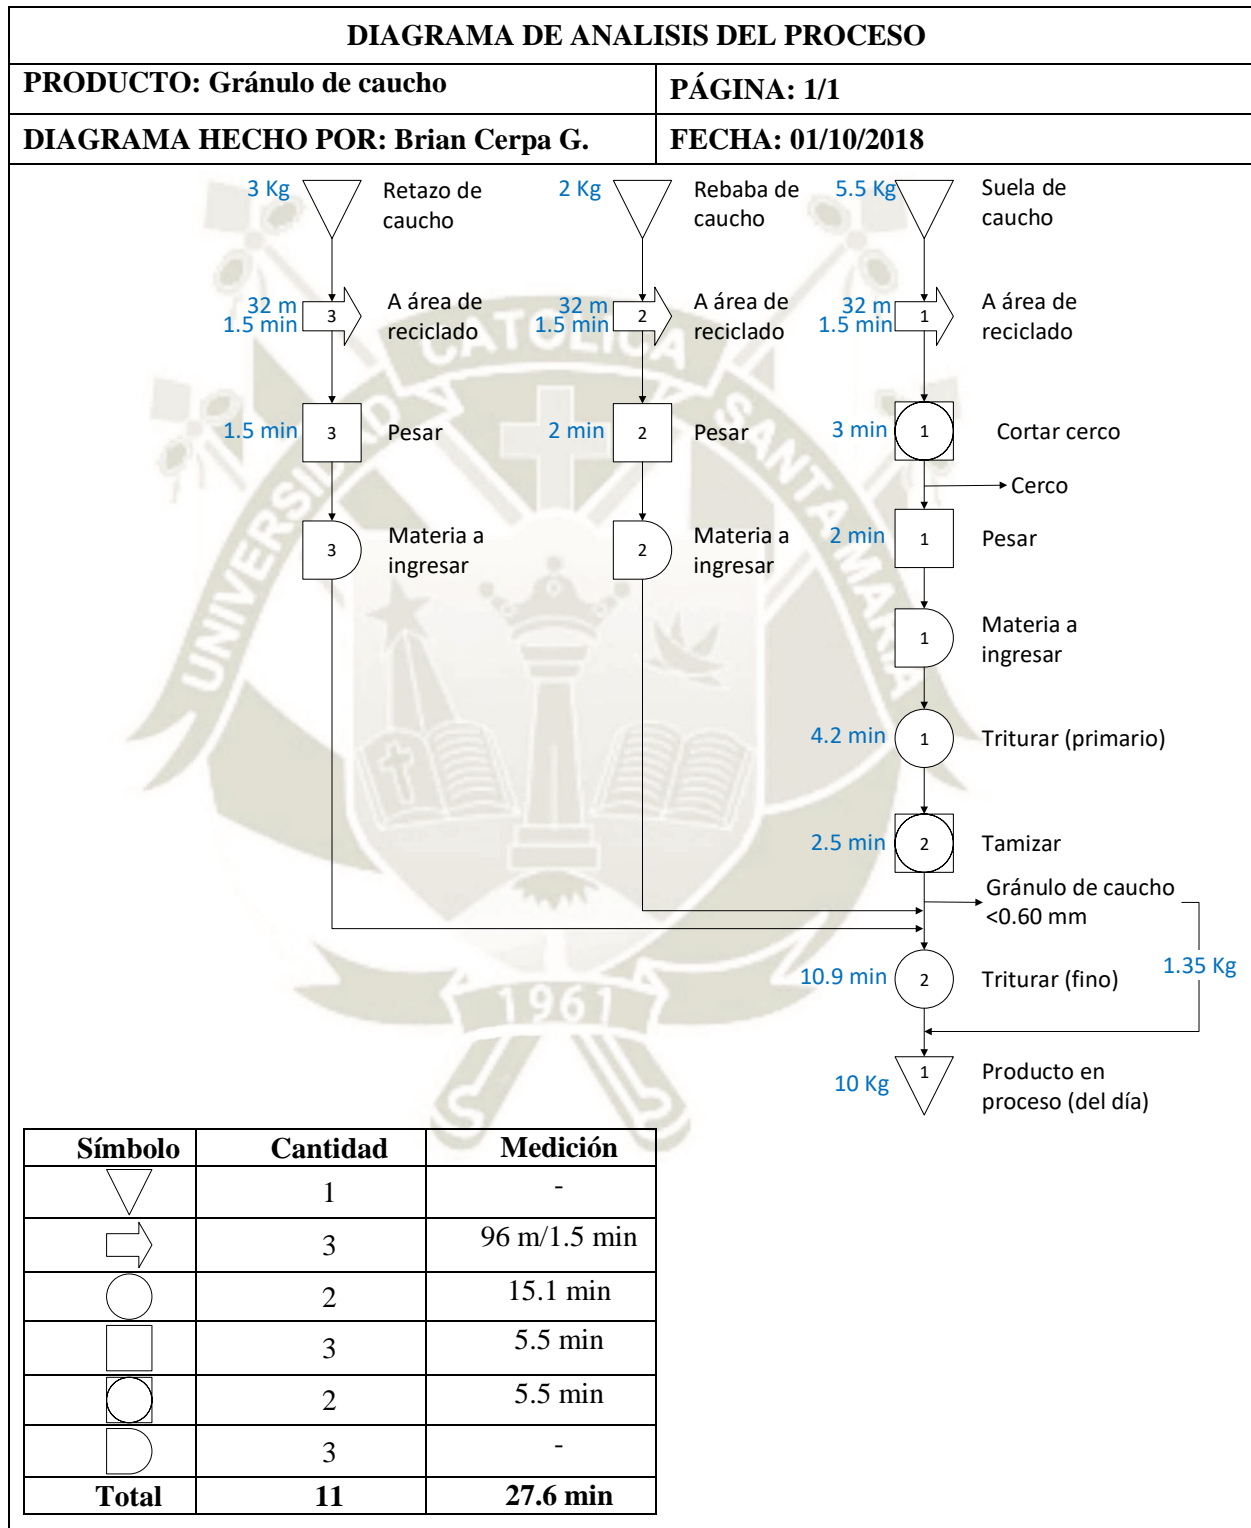 DIAGRAMA DE ANALISIS DEL PROCESO
PRODUCTO: Gránulo de caucho
PÁGINA: 1/1
DIAGRAMA HECHO POR: Brian Cerpa G.
FECHA: 01/10/2018
3 Kg
Retazo de
caucho
2 Kg
Rebaba de
caucho
5.5 Kg
Suela de
caucho
32 m
1.5 min
3
A área de
reciclado
32 m
1.5 min
2
A área de
reciclado
32 m
1.5 min
1
A área de
reciclado
1.5 min
3
Pesar
2 min
2
Pesar
3 min
1
Cortar cerco
Cerco
3
Materia a
ingresar
2
Materia a
ingresar
2 min
1
Pesar
1
Materia a
ingresar
4.2 min
1
Triturar (primario)
2.5 min
2
Tamizar
Gránulo de caucho
<0.60 mm
1.35 Kg
10.9 min
2
Triturar (fino)
10 Kg
1
Producto en
proceso (del día)
UNIVERSIDAD CATOLICA SANTA MARIA
1961
Símbolo Cantidad Medición
1 -
3 96 m/1.5 min
2 15.1 min
3 5.5 min
2 5.5 min
3 -
Total 11 27.6 min